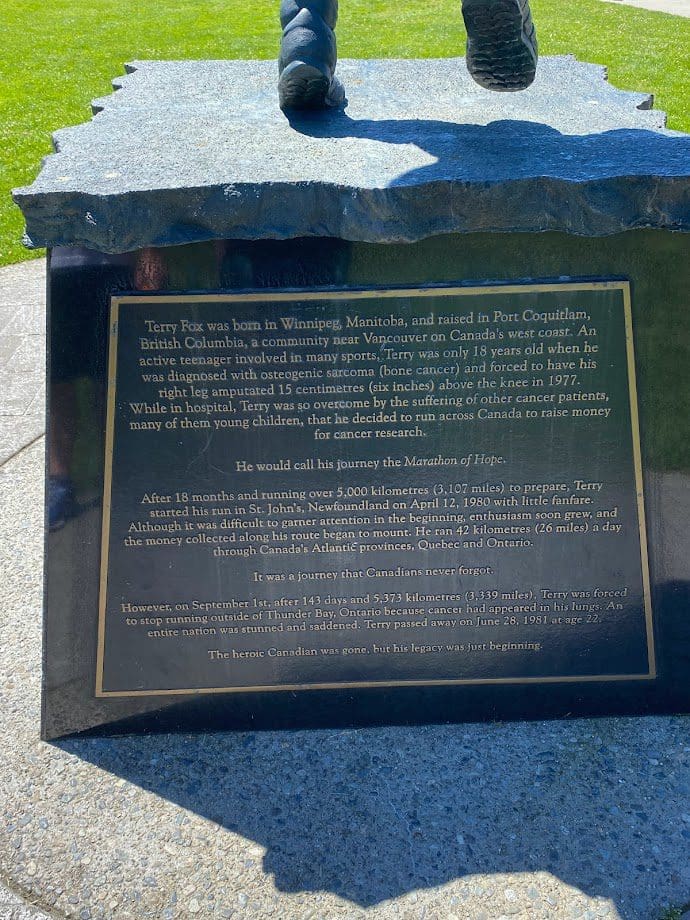 Terry Fox was born in Winnipeg, Manitoba, and raised in Port Coquitlam,
British Columbia, a community near Vancouver on Canada's west coast. An
active teenager involved in many sports, Terry was only 18 years old when he
was diagnosed with osteogenic sarcoma (bone cancer) and forced to have his
right leg amputated 15 centimetres (six inches) above the knee in 1977.
While in hospital, Terry was so overcome by the suffering of other cancer patients,
many of them young children, that he decided to run across Canada to raise money
for cancer research.
He would call his journey the Marathon of Hope.
After 18 months and running over 5,000 kilometres (3,107 miles) to prepare, Terry
started his run in St. John's, Newfoundland on April 12, 1980 with little fanfare.
Although it was difficult to garner attention in the beginning, enthusiasm soon grew, and
the money collected along his route began to mount. He ran 42 kilometres (26 miles) a day
through Canada's Atlantic provinces, Quebec and Ontario.
It was a journey that Canadians never forgot.
However, on September 1st, after 143 days and 5,373 kilometres (3,339 miles), Terry was forced
to stop running outside of Thunder Bay, Ontario because cancer had appeared in his lungs. An
entire nation was stunned and saddened. Terry passed away on June 28, 1981 at age 22.
The heroic Canadian was gone, but his legacy was just beginning.